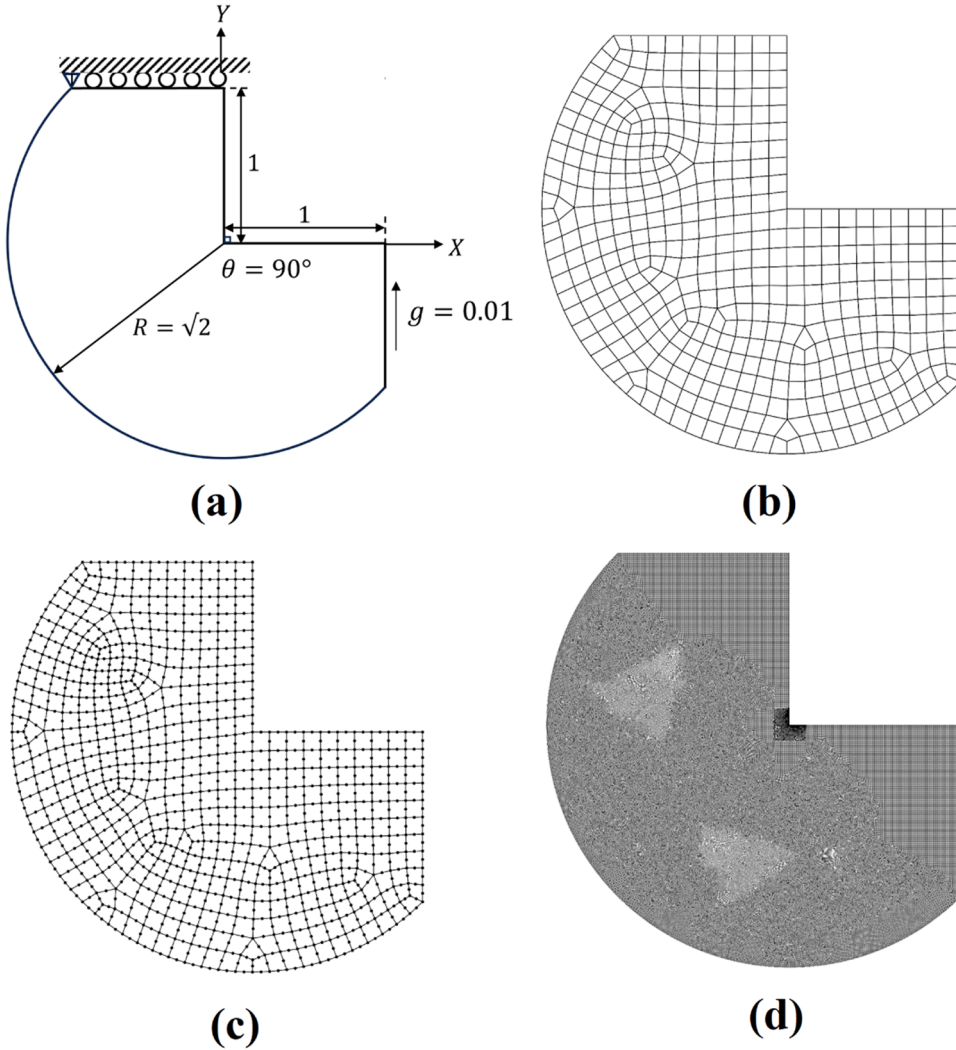 Y
1
1
X
θ = 90°
g = 0.01
R = √2
(a)
(b)
(c)
(d)